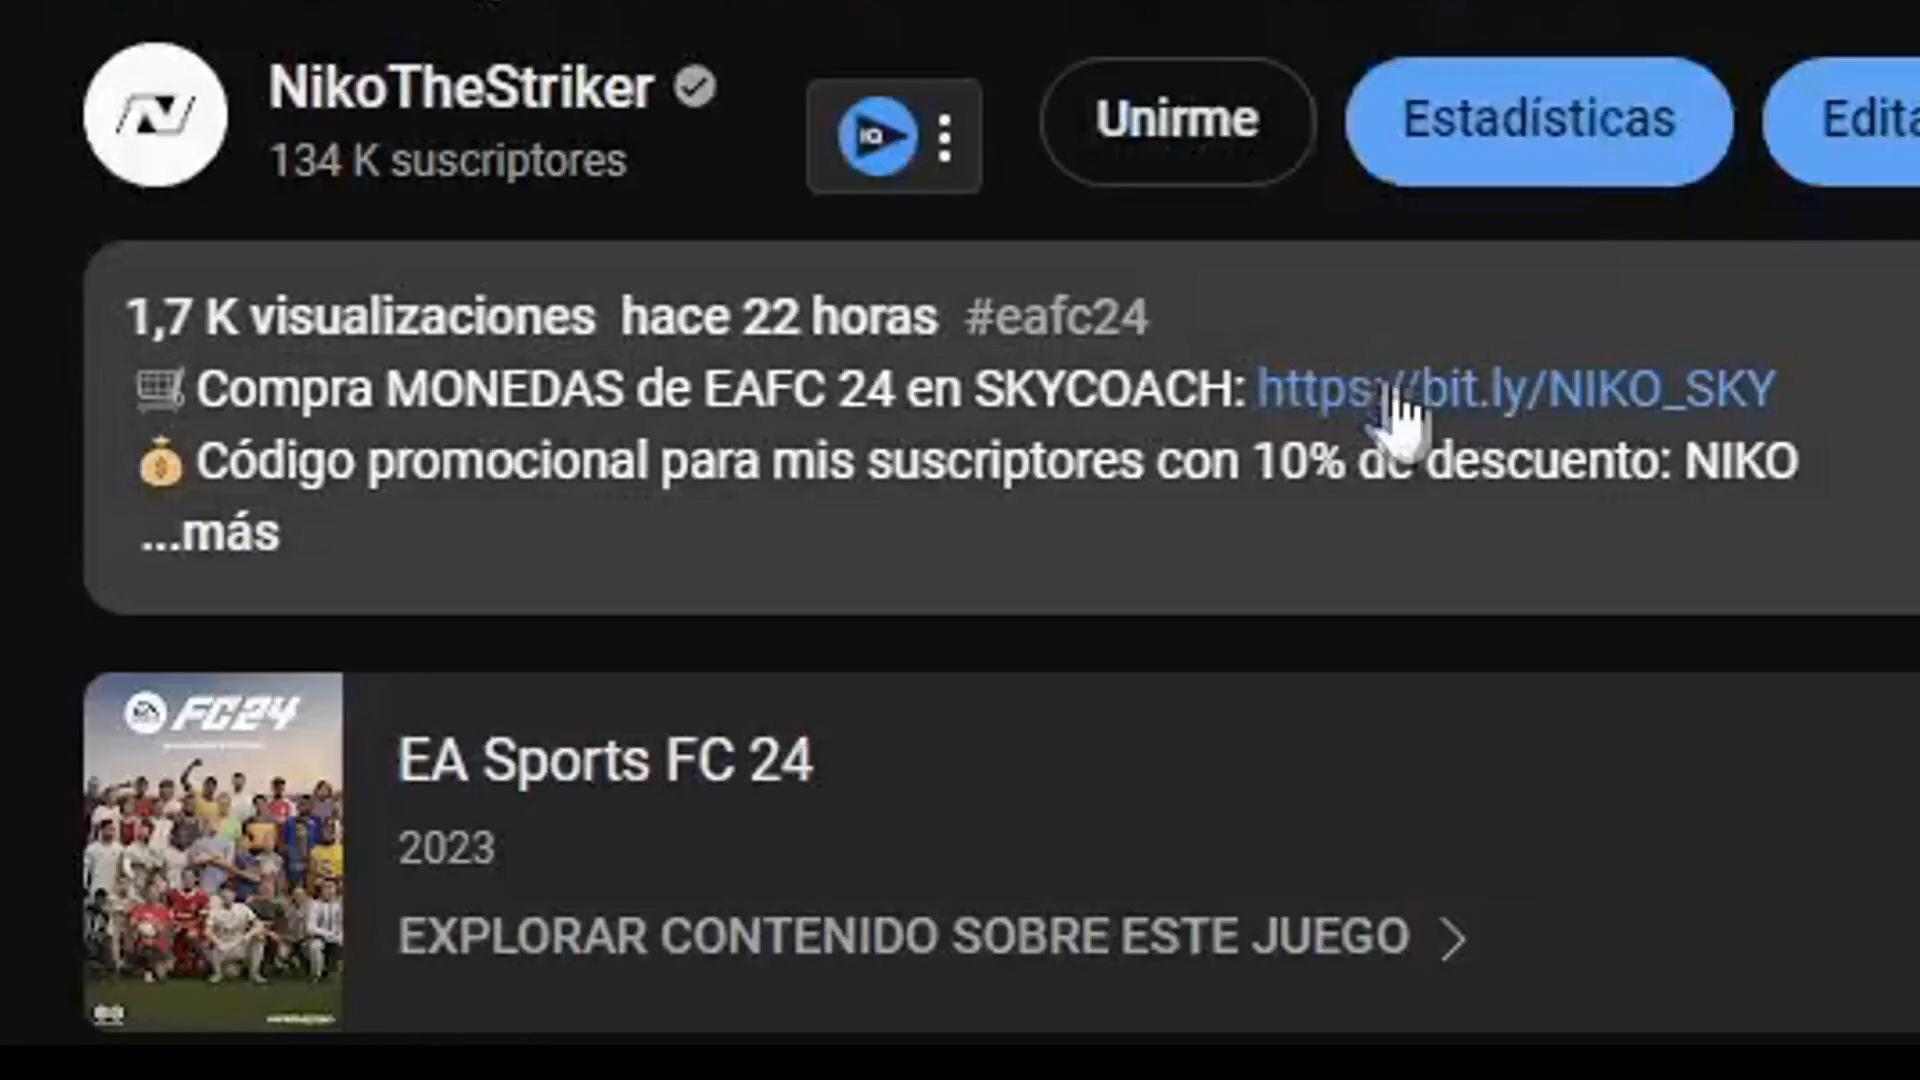 NikoTheStriker
134 K suscriptores
IQ
Unirme
Estadísticas
Edita
1,7 K visualizaciones hace 22 horas #eafc24
Compra MONEDAS de EAFC 24 en SKYCOACH: https://bit.ly/NIKO_SKY
Código promocional para mis suscriptores con 10% de descuento: NIKO
...más
FC24
EA Sports FC 24
2023
EXPLORAR CONTENIDO SOBRE ESTE JUEGO